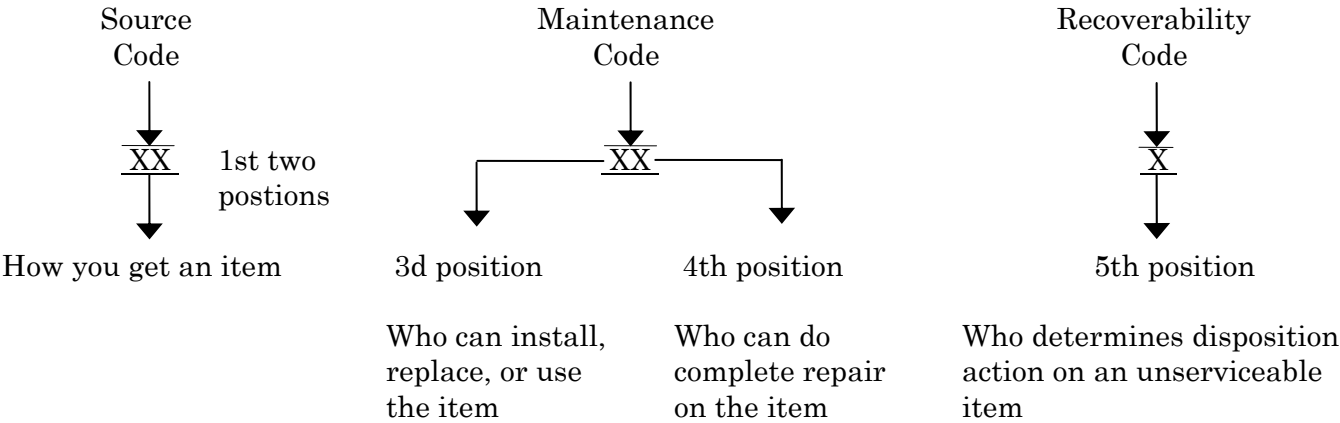 Source
Code
XX
1st two
postions
How you get an item
Maintenance
Code
XX
3d position
Who can install,
replace, or use
the item
4th position
Who can do
complete repair
on the item
Recoverability
Code
X
5th position
Who determines disposition
action on an unserviceable
item